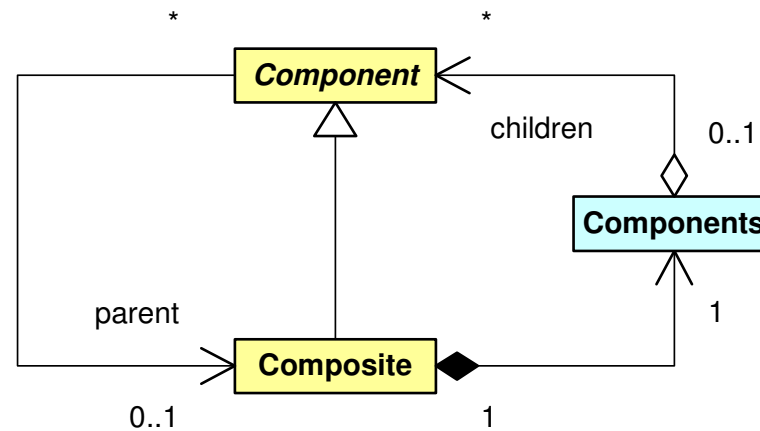 * *
Component
children 0..1
Components
parent 1
Composite
0..1 1